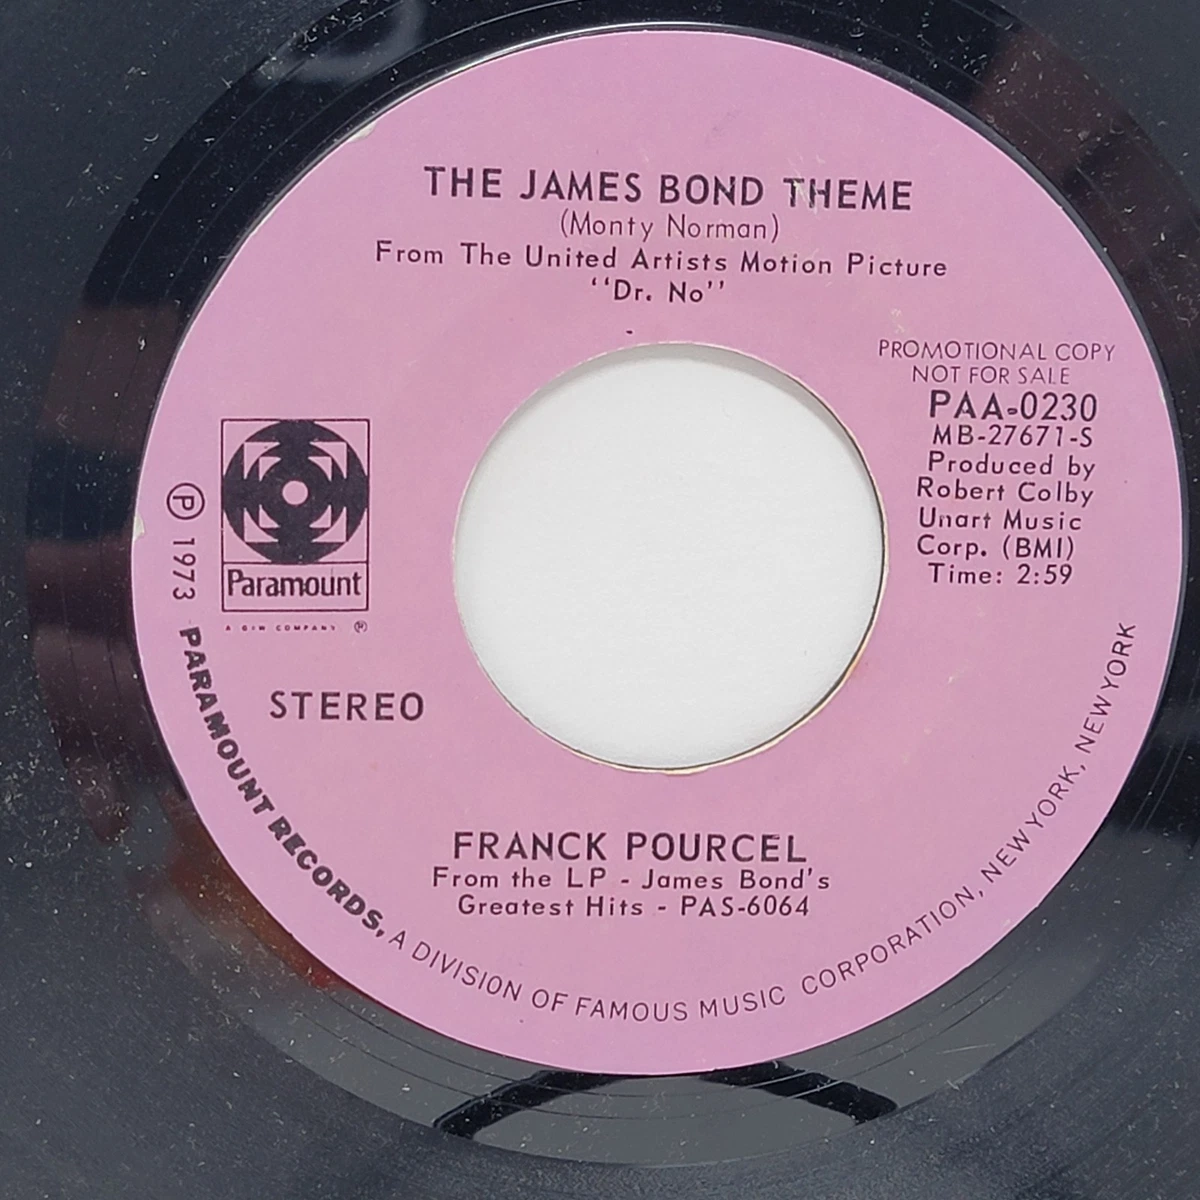 THE JAMES BOND THEME
(Monty Norman)
From The United Artists Motion Picture
“Dr. No”
PROMOTIONAL COPY
NOT FOR SALE
PAA-0230
MB-27671-S
Produced by
Robert Colby
Unart Music
Corp. (BMI)
Time: 2:59
Paramount
A G+W COMPANY ®
STEREO
FRANCK POURCEL
From the LP - James Bond's
Greatest Hits - PAS-6064
℗ 1973 PARAMOUNT RECORDS, A DIVISION OF FAMOUS MUSIC CORPORATION, NEW YORK, NEW YORK